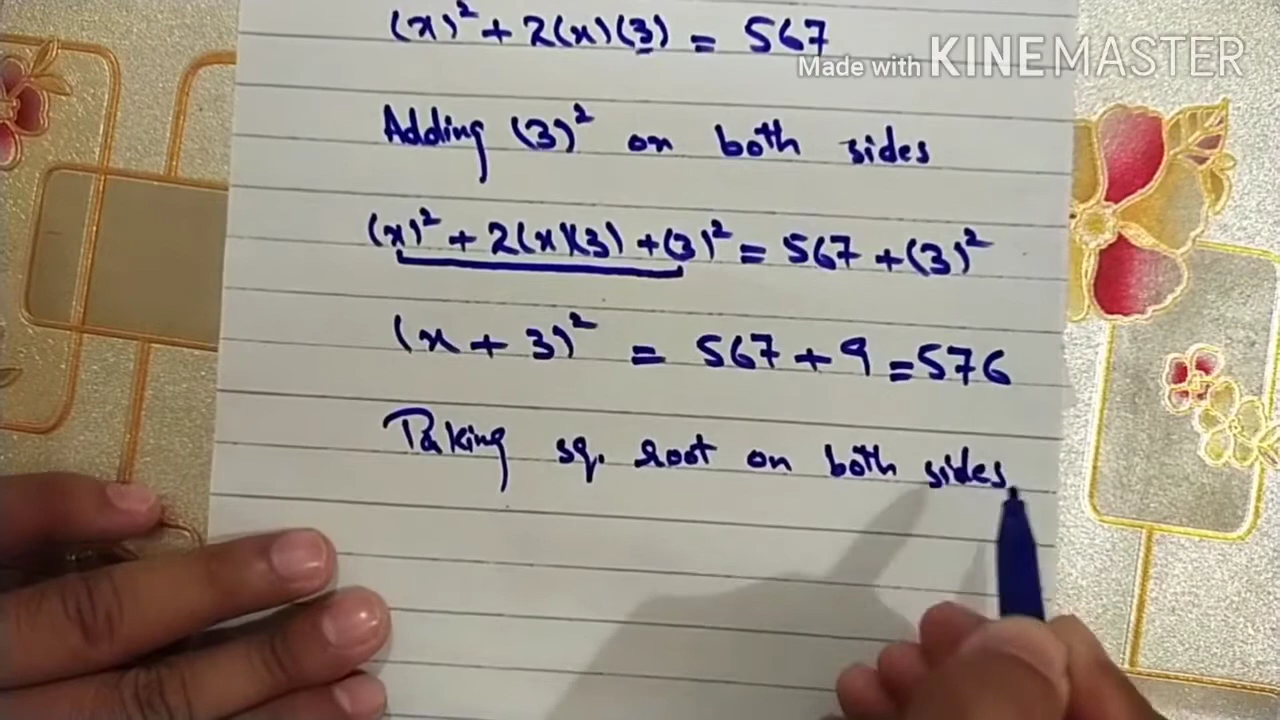 (x)² + 2(x)(3) = 567
Made with KINEMASTER
Adding (3)² on both sides
(x)² + 2(x)(3) + (3)² = 567 + (3)²
(x + 3)² = 567 + 9 = 576
Taking sq. root on both sides